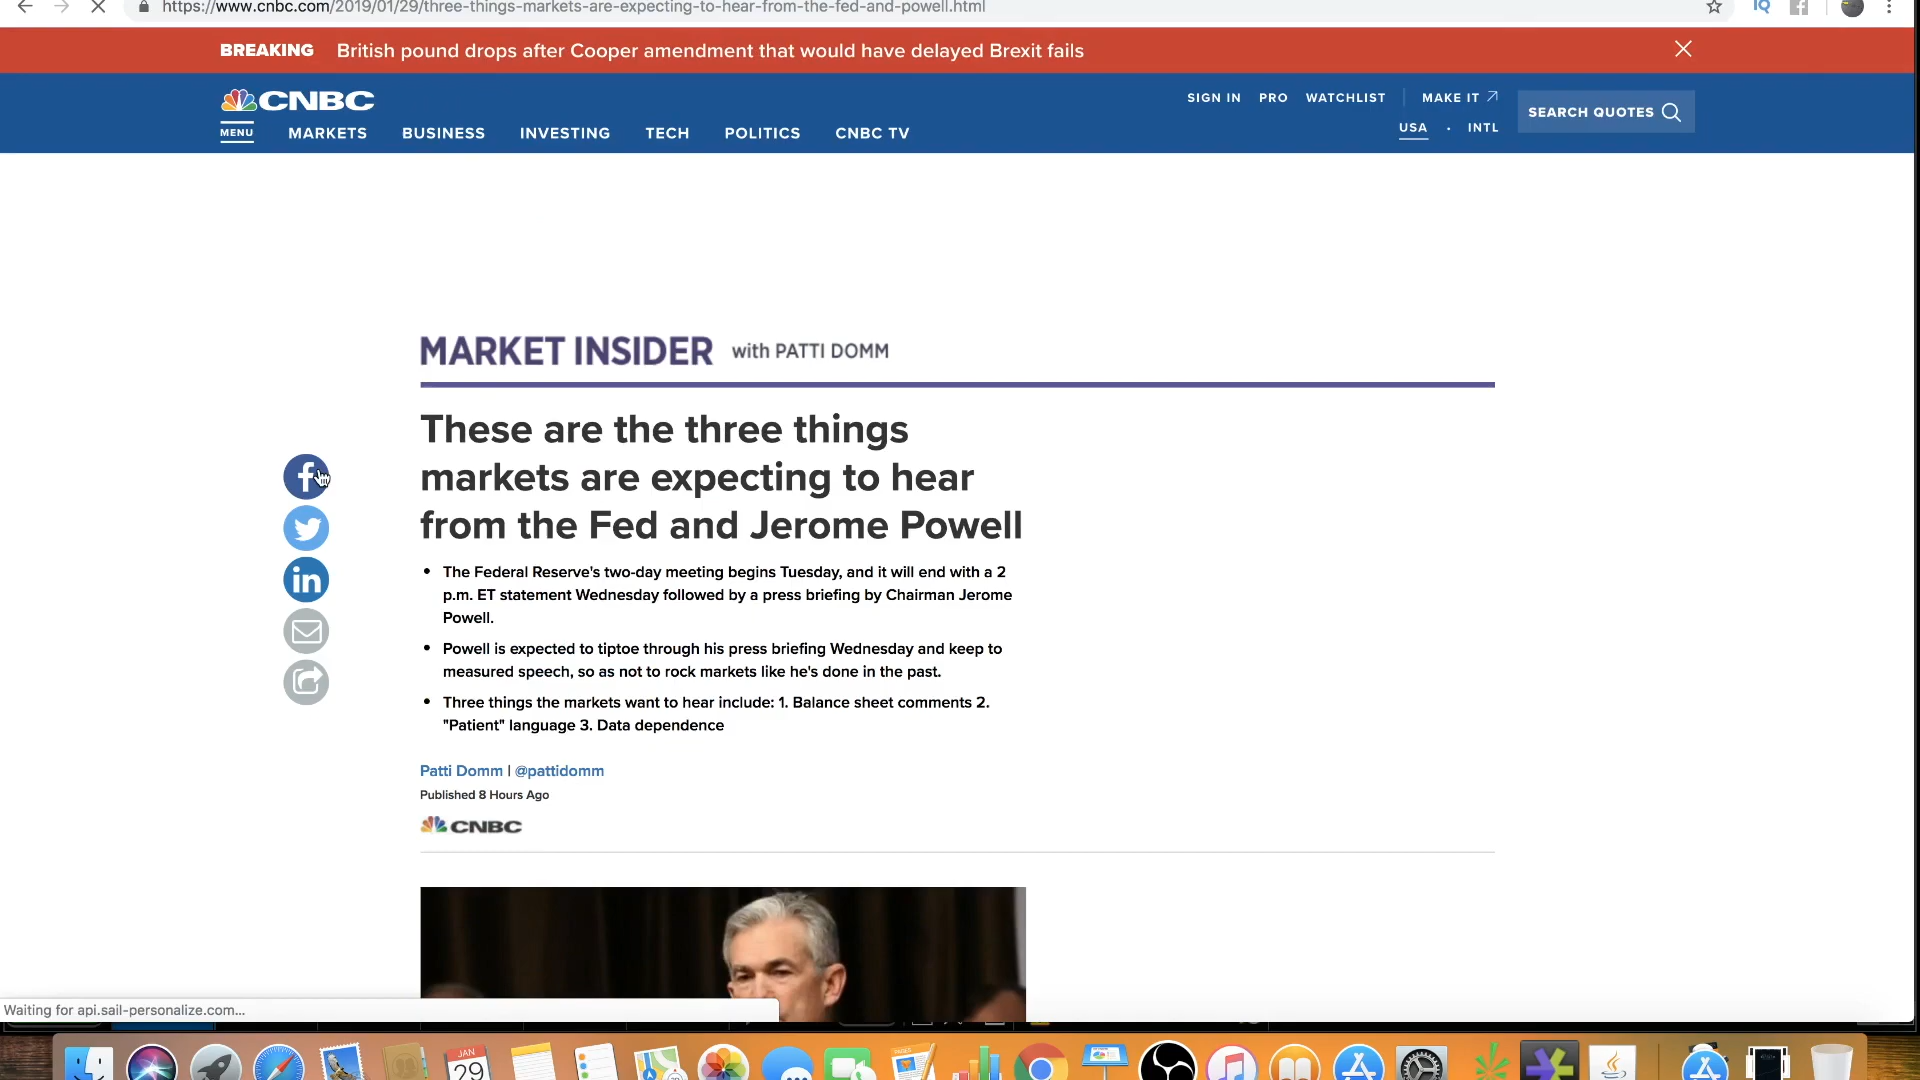 https://www.cnbc.com/2019/01/29/three-things-markets-are-expecting-to-hear-from-the-fed-and-powell.html
IQ
BREAKING British pound drops after Cooper amendment that would have delayed Brexit fails
CNBC
SIGN IN PRO WATCHLIST MAKE IT
SEARCH QUOTES
USA · INTL
MENU MARKETS BUSINESS INVESTING TECH POLITICS CNBC TV
MARKET INSIDER with PATTI DOMM
These are the three things
markets are expecting to hear
from the Fed and Jerome Powell
• The Federal Reserve's two-day meeting begins Tuesday, and it will end with a 2
p.m. ET statement Wednesday followed by a press briefing by Chairman Jerome
Powell.
• Powell is expected to tiptoe through his press briefing Wednesday and keep to
measured speech, so as not to rock markets like he's done in the past.
• Three things the markets want to hear include: 1. Balance sheet comments 2.
"Patient" language 3. Data dependence
Patti Domm | @pattidomm
Published 8 Hours Ago
CNBC
Waiting for api.sail-personalize.com...
JAN
29
PAGES